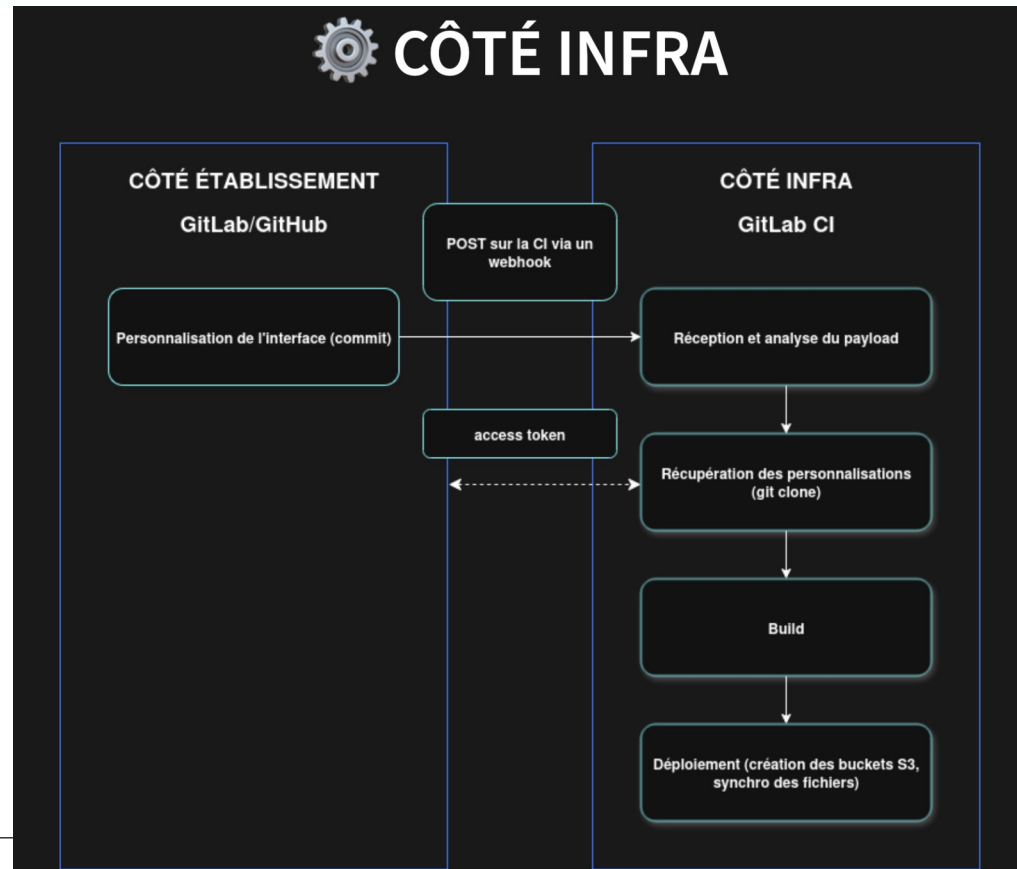 CÔTÉ INFRA
CÔTÉ ÉTABLISSEMENT
GitLab/GitHub
CÔTÉ INFRA
GitLab CI
POST sur la CI via un
webhook
Personnalisation de l'interface (commit)
Réception et analyse du payload
access token
Récupération des personnalisations
(git clone)
Build
Déploiement (création des buckets S3,
synchro des fichiers)